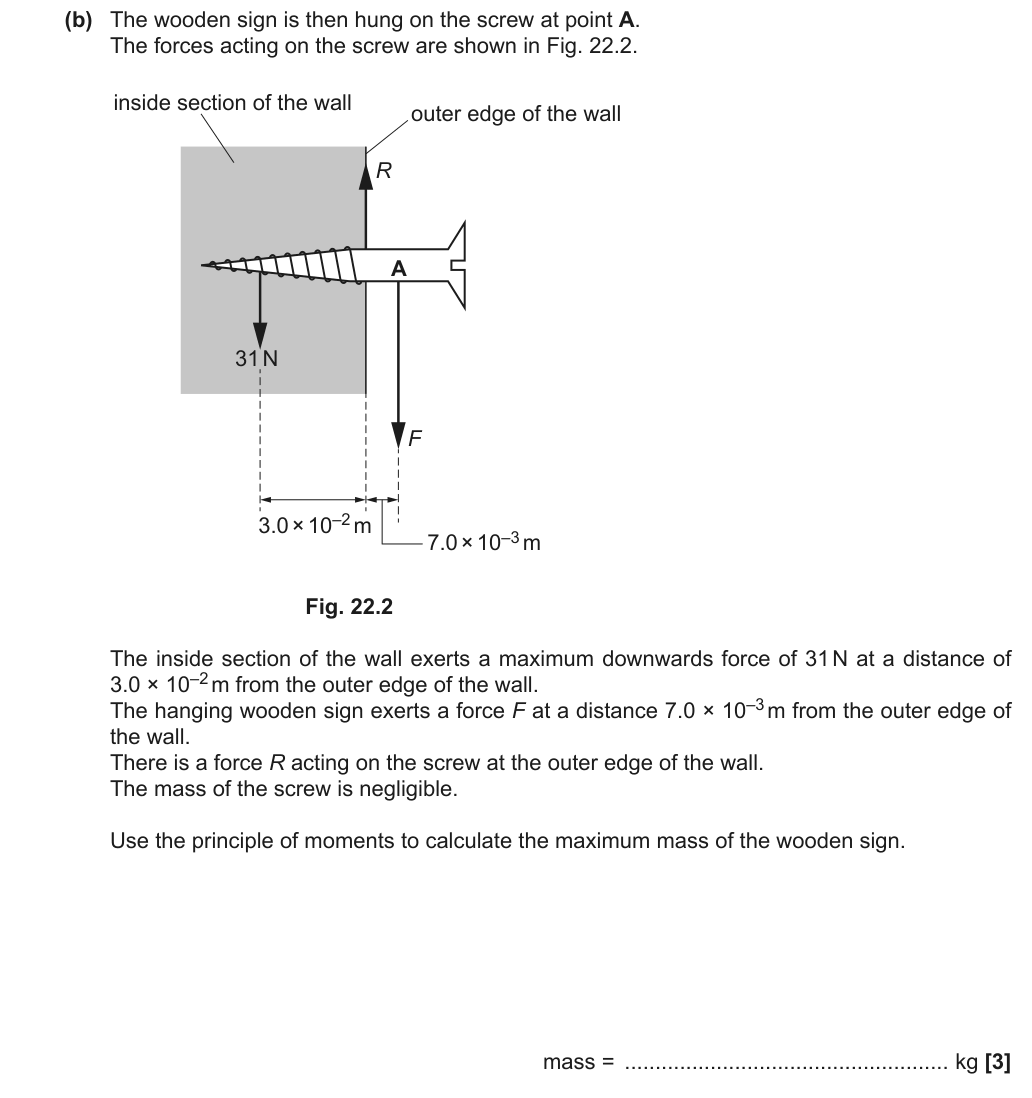 (b) The wooden sign is then hung on the screw at point A.
The forces acting on the screw are shown in Fig. 22.2.
inside section of the wall
outer edge of the wall
R
A
31 N
F
3.0 × 10⁻² m
7.0 × 10⁻³ m
Fig. 22.2
The inside section of the wall exerts a maximum downwards force of 31 N at a distance of
3.0 × 10⁻² m from the outer edge of the wall.
The hanging wooden sign exerts a force F at a distance 7.0 × 10⁻³ m from the outer edge of
the wall.
There is a force R acting on the screw at the outer edge of the wall.
The mass of the screw is negligible.
Use the principle of moments to calculate the maximum mass of the wooden sign.
mass = .................................................... kg [3]